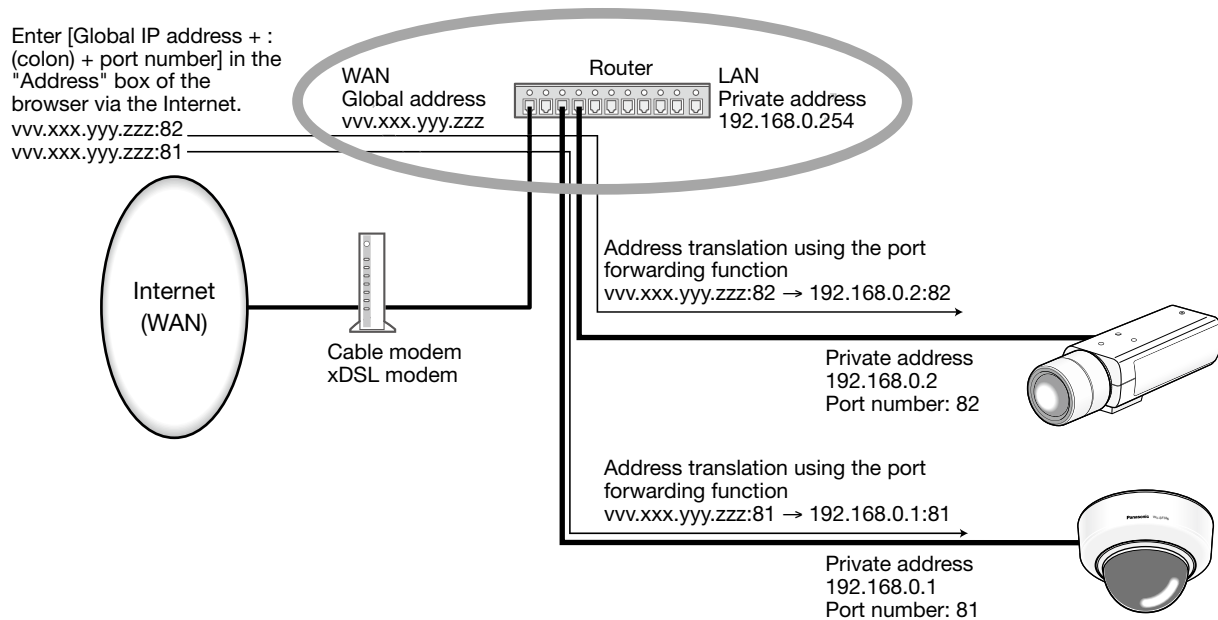 Enter [Global IP address + :
(colon) + port number] in the
"Address" box of the
browser via the Internet.
vvv.xxx.yyy.zzz:82
vvv.xxx.yyy.zzz:81
WAN
Global address
vvv.xxx.yyy.zzz
Router
LAN
Private address
192.168.0.254
Internet
(WAN)
Cable modem
xDSL modem
Address translation using the port
forwarding function
vvv.xxx.yyy.zzz:82 → 192.168.0.2:82
Private address
192.168.0.2
Port number: 82
Address translation using the port
forwarding function
vvv.xxx.yyy.zzz:81 → 192.168.0.1:81
Panasonic
Private address
192.168.0.1
Port number: 81